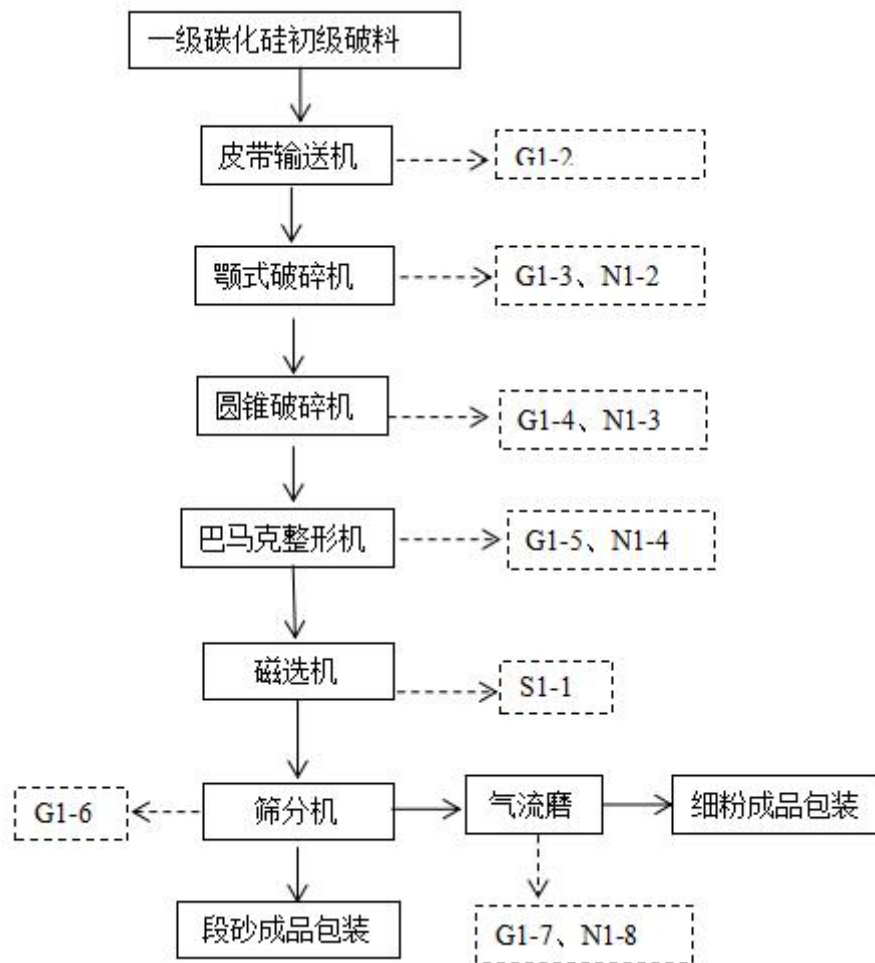 一级碳化硅初级破料
皮带输送机
G1-2
颚式破碎机
G1-3、N1-2
圆锥破碎机
G1-4、N1-3
巴马克整形机
G1-5、N1-4
磁选机
S1-1
G1-6
筛分机
气流磨
细粉成品包装
段砂成品包装
G1-7、N1-8